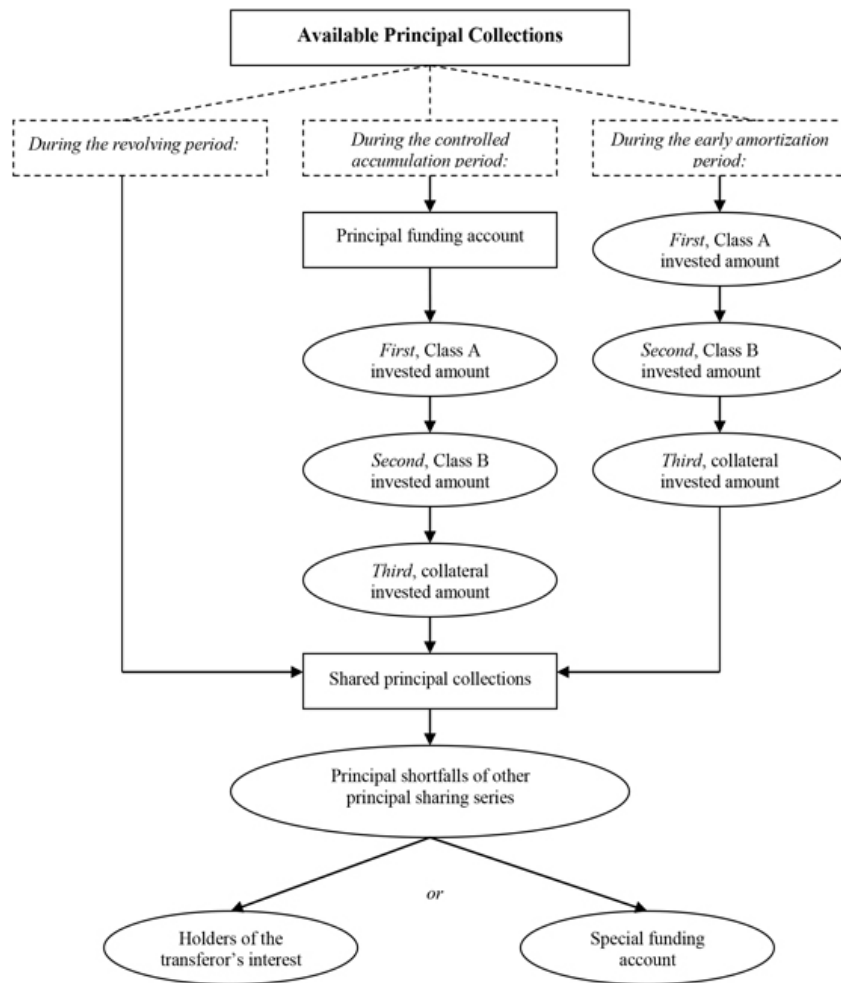 Available Principal Collections
During the revolving period:
During the controlled
accumulation period:
During the early amortization
period:
Principal funding account
First, Class A
invested amount
First, Class A
invested amount
Second, Class B
invested amount
Second, Class B
invested amount
Third, collateral
invested amount
Third, collateral
invested amount
Shared principal collections
Principal shortfalls of other
principal sharing series
or
Holders of the
transferor's interest
Special funding
account